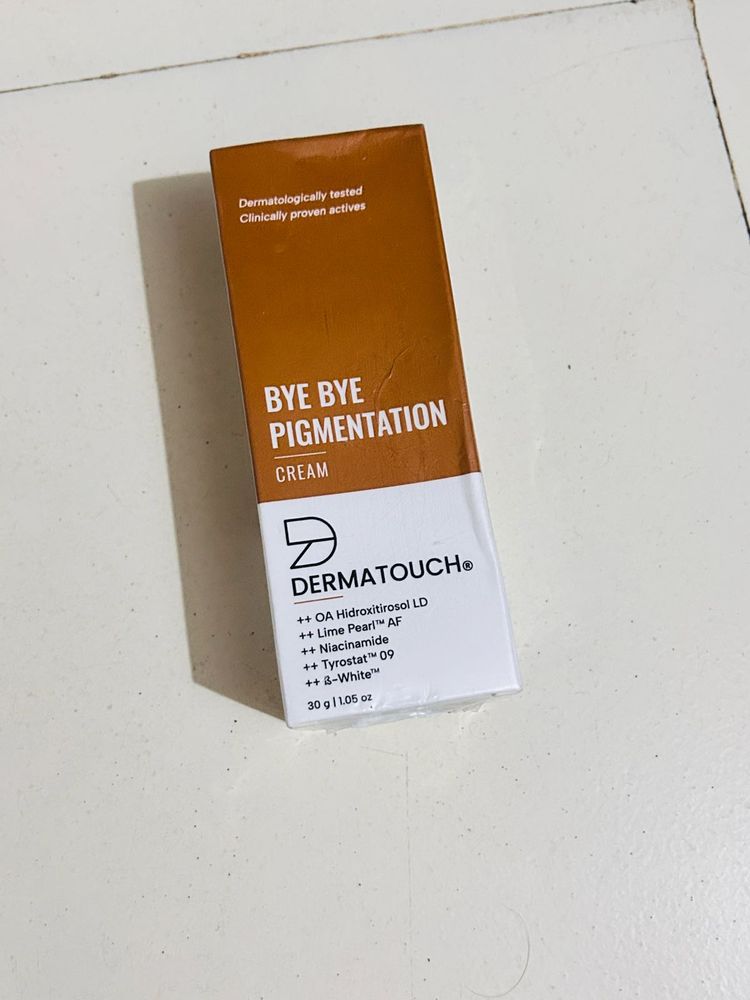 Dermatologically tested
Clinically proven actives
BYE BYE
PIGMENTATION
CREAM
DERMATOUCH®
++ OA Hidroxitirosol LD
++ Lime Pearl™ AF
++ Niacinamide
++ Tyrostat™ 09
++ ß-White™
30 g | 1.05 oz